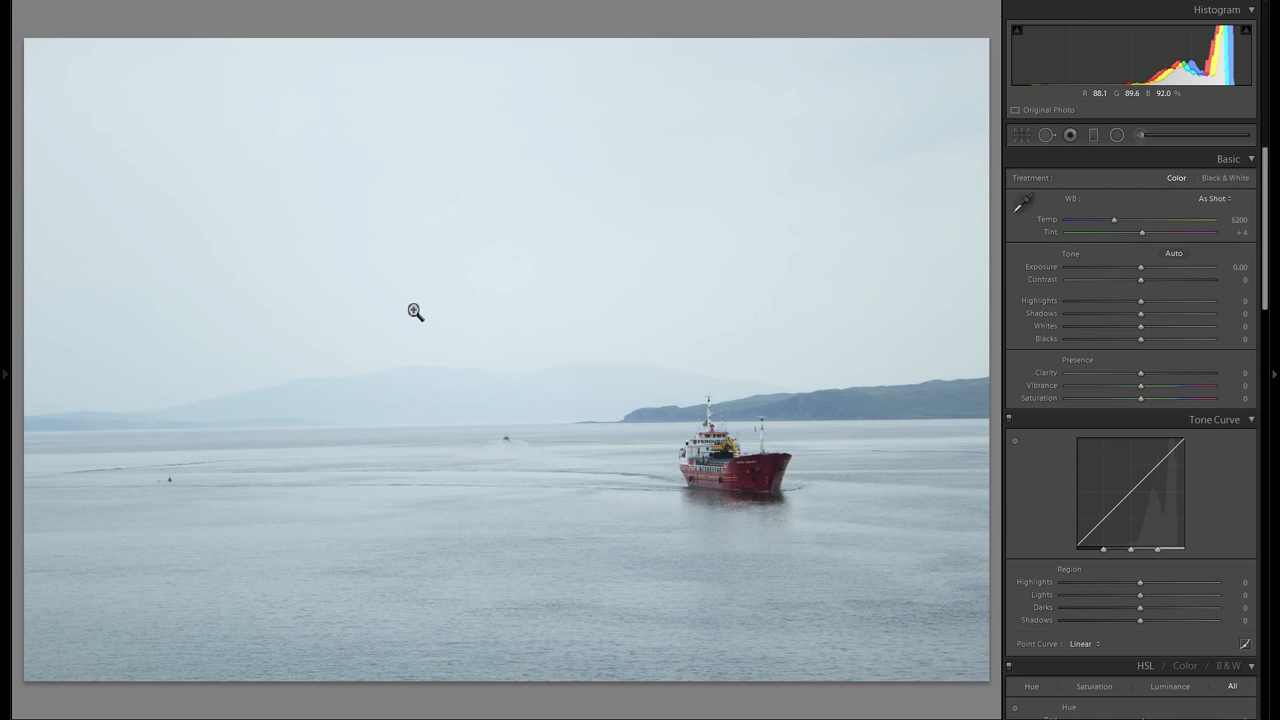 Histogram
R 88.1 G 89.6 B 92.0 %
Original Photo
Basic
Treatment : Color Black & White
WB : As Shot
Temp 5200
Tint + 4
Tone Auto
Exposure 0.00
Contrast 0
Highlights 0
Shadows 0
Whites 0
Blacks 0
Presence
Clarity 0
Vibrance 0
Saturation 0
Tone Curve
Region
Highlights 0
Lights 0
Darks 0
Shadows 0
Point Curve : Linear
HSL / Color / B & W
Hue Saturation Luminance All
Hue